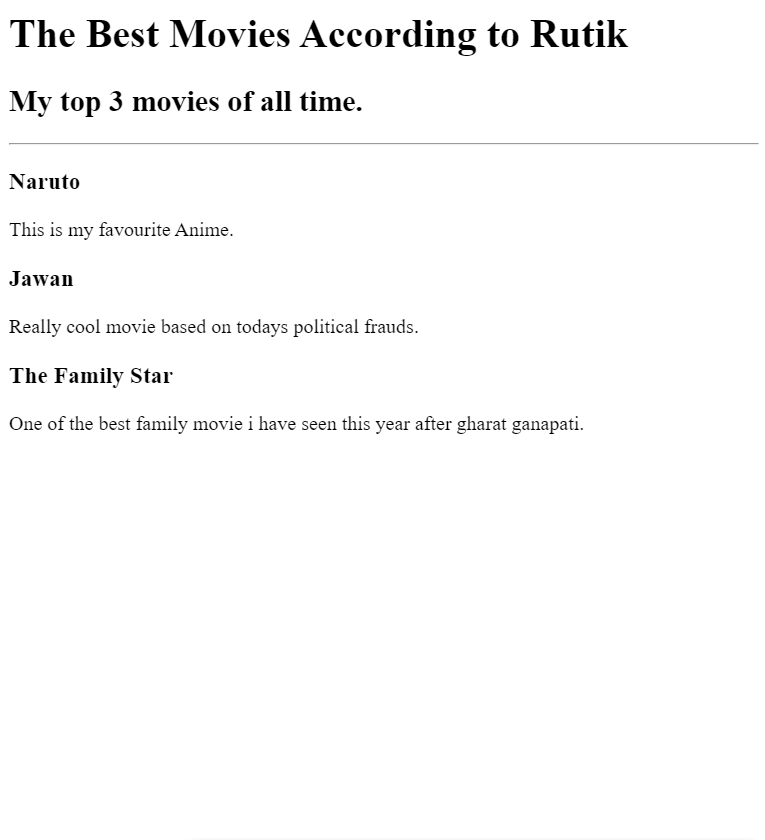 The Best Movies According to Rutik
My top 3 movies of all time.
Naruto
This is my favourite Anime.
Jawan
Really cool movie based on todays political frauds.
The Family Star
One of the best family movie i have seen this year after gharat ganapati.